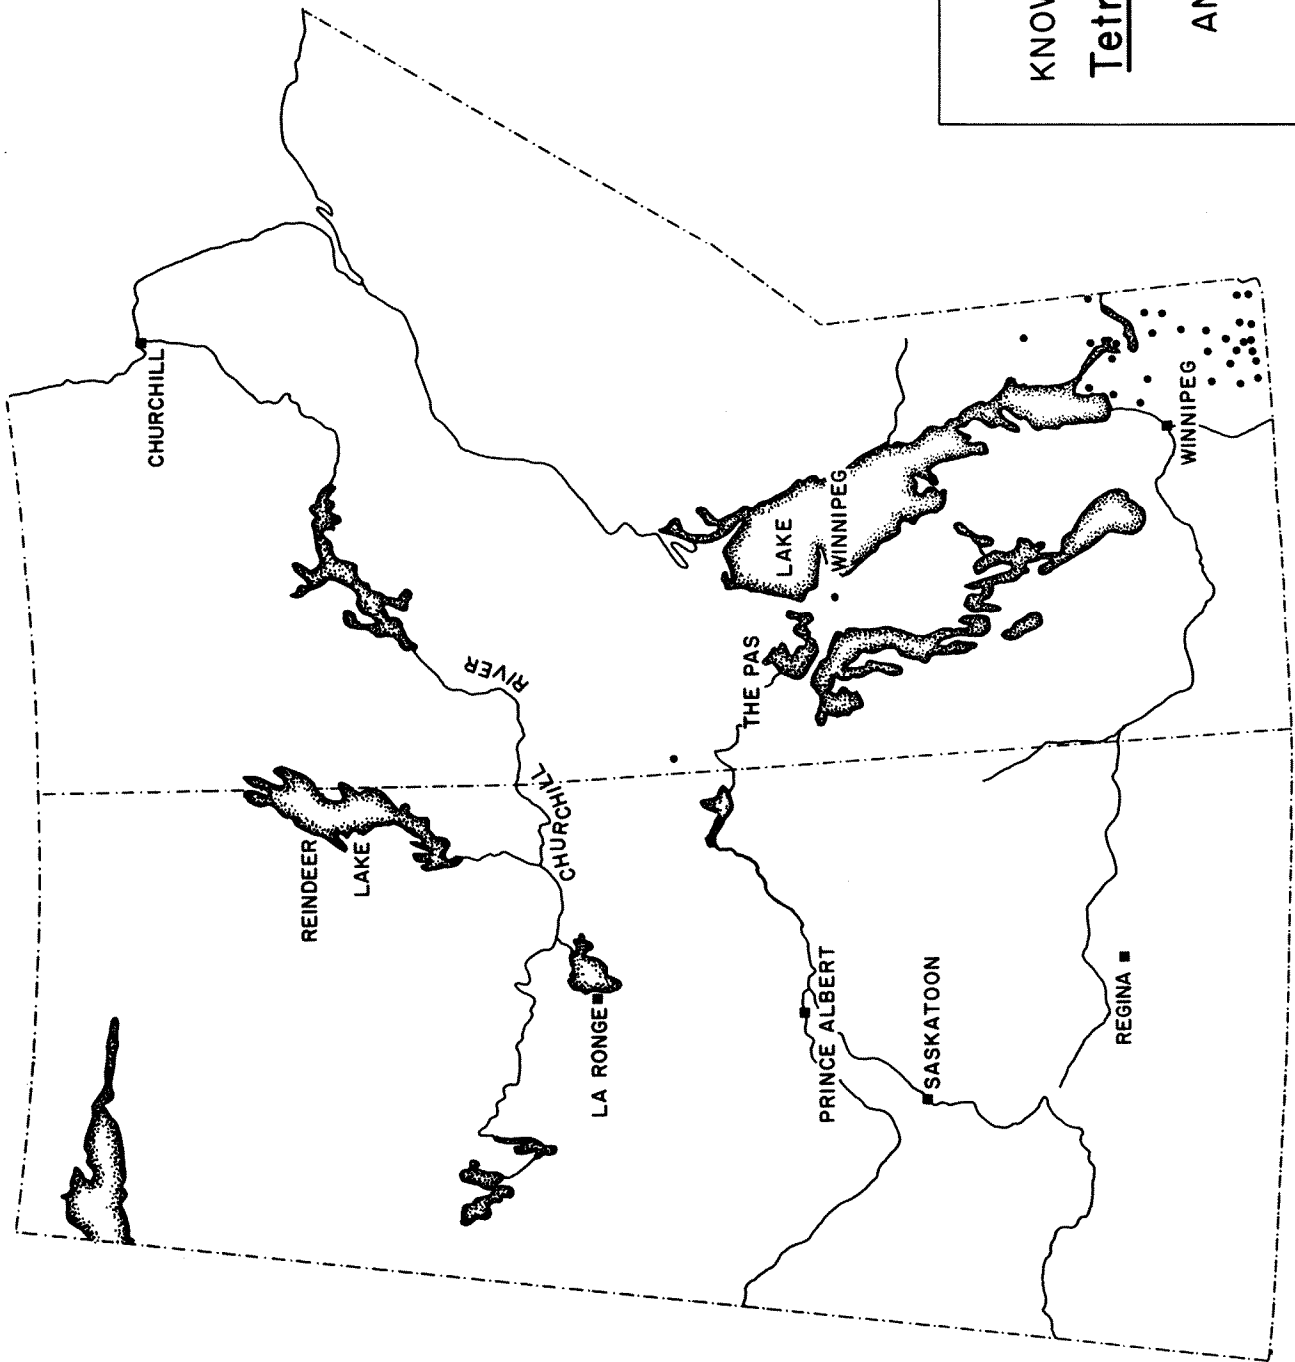 KNOW
Tetr
AN
CHURCHILL
REINDEER
LAKE
CHURCHILL
RIVER
LA RONGE
THE PAS
LAKE
WINNIPEG
PRINCE ALBERT
SASKATOON
REGINA
WINNIPEG